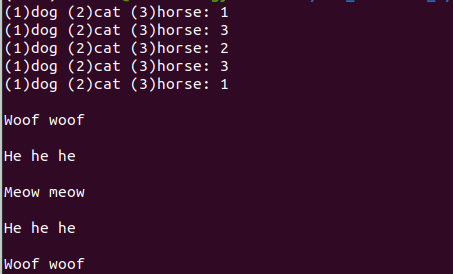 (1)dog (2)cat (3)horse: 1
(1)dog (2)cat (3)horse: 3
(1)dog (2)cat (3)horse: 2
(1)dog (2)cat (3)horse: 3
(1)dog (2)cat (3)horse: 1
Woof woof
He he he
Meow meow
He he he
Woof woof